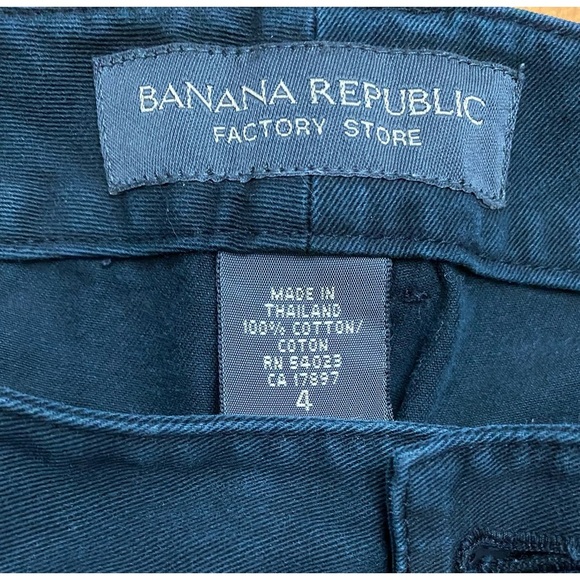 BANANA REPUBLIC
FACTORY STORE
MADE IN
THAILAND
100% COTTON/
COTON
RN 54023
CA 17897
4